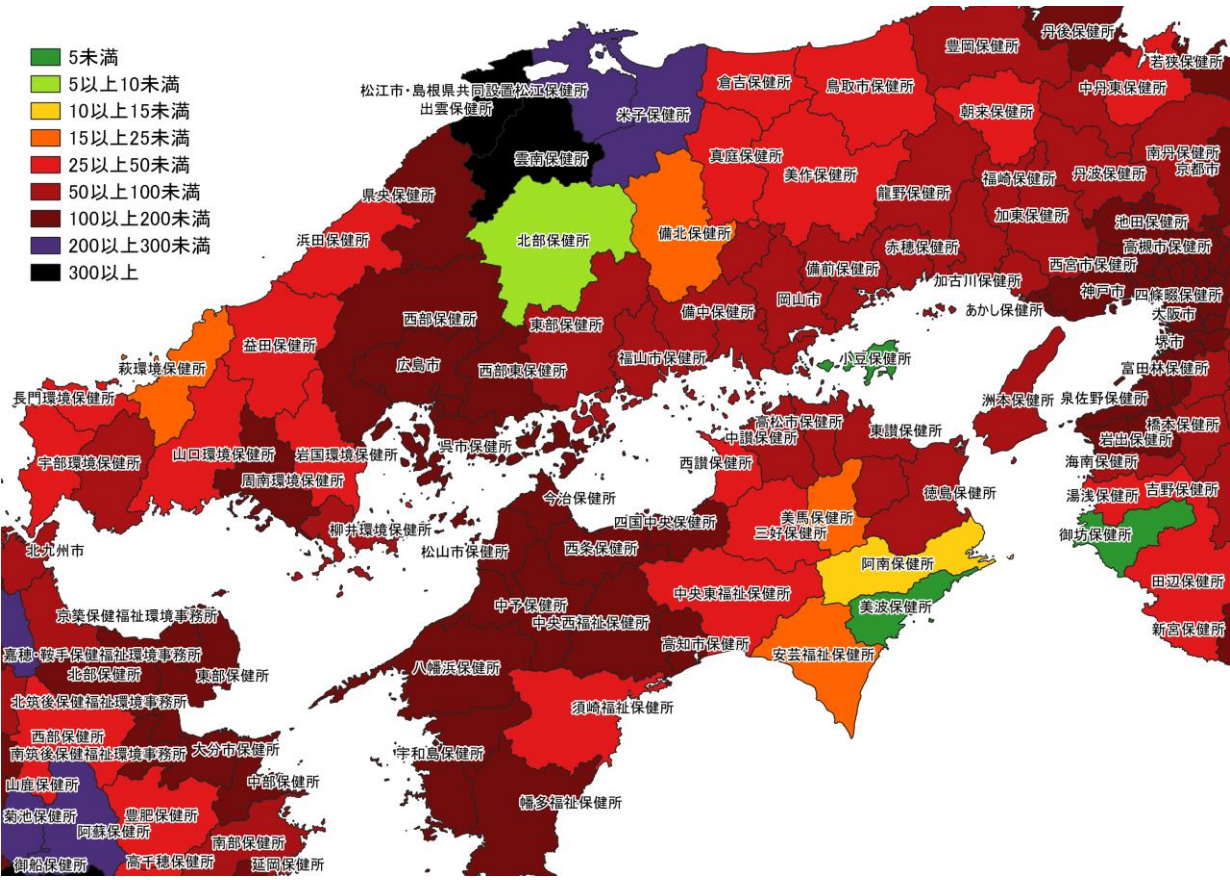 5未満
5以上10未満
10以上15未満
15以上25未満
25以上50未満
50以上100未満
100以上200未満
200以上300未満
300以上
丹後保健所
豊岡保健所
若狭保健所
松江市・島根県共同設置松江保健所
出雲保健所
米子保健所
倉吉保健所
鳥取市保健所
朝来保健所
中丹東保健所
雲南保健所
真庭保健所
美作保健所
龍野保健所
福崎保健所
丹波保健所
南丹保健所
京都市
県央保健所
浜田保健所
北部保健所
備北保健所
加東保健所
池田保健所
赤穂保健所
高槻市保健所
備前保健所
西宮市保健所
加古川保健所
神戸市
四條畷保健所
岡山市
あかし保健所
大阪市
西部保健所
東部保健所
備中保健所
堺市
益田保健所
萩環境保健所
広島市
西部東保健所
福山市保健所
小豆保健所
富田林保健所
長門環境保健所
洲本保健所
泉佐野保健所
橋本保健所
高松市保健所
中讃保健所
東讃保健所
岩出保健所
宇部環境保健所
山口環境保健所
岩国環境保健所
呉市保健所
西讃保健所
海南保健所
周南環境保健所
今治保健所
徳島保健所
湯浅保健所
吉野保健所
柳井環境保健所
四国中央保健所
美馬保健所
三好保健所
御坊保健所
北九州市
松山市保健所
西条保健所
阿南保健所
田辺保健所
中央東福祉保健所
美波保健所
中予保健所
中央西福祉保健所
京築保健福祉環境事務所
新宮保健所
高知市保健所
安芸福祉保健所
嘉穂・鞍手保健福祉環境事務所
北部保健所
東部保健所
八幡浜保健所
北筑後保健福祉環境事務所
須崎福祉保健所
西部保健所
大分市保健所
南筑後保健福祉環境事務所
宇和島保健所
山鹿保健所
中部保健所
幡多福祉保健所
菊池保健所
豊肥保健所
阿蘇保健所
南部保健所
御船保健所
高千穂保健所
延岡保健所